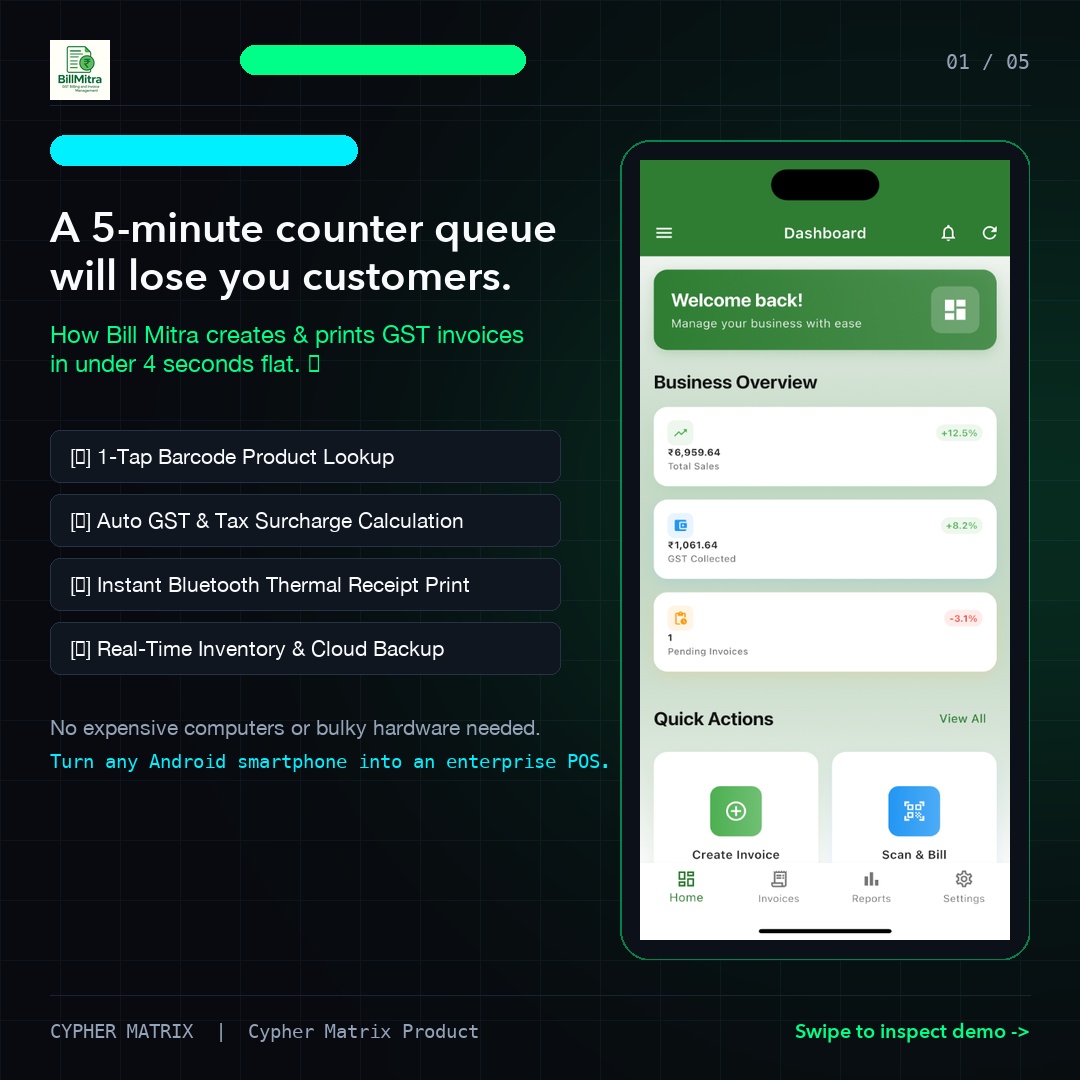 BillMitra
GST Billing and Invoice
Management
01 / 05
A 5-minute counter queue
will lose you customers.
How Bill Mitra creates & prints GST invoices
in under 4 seconds flat. ▯
[▯] 1-Tap Barcode Product Lookup
[▯] Auto GST & Tax Surcharge Calculation
[▯] Instant Bluetooth Thermal Receipt Print
[▯] Real-Time Inventory & Cloud Backup
No expensive computers or bulky hardware needed.
Turn any Android smartphone into an enterprise POS.
Dashboard
Welcome back!
Manage your business with ease
Business Overview
+12.5%
₹6,959.64
Total Sales
+8.2%
₹1,061.64
GST Collected
-3.1%
1
Pending Invoices
Quick Actions
View All
Create Invoice
Scan & Bill
Home
Invoices
Reports
Settings
CYPHER MATRIX | Cypher Matrix Product
Swipe to inspect demo ->